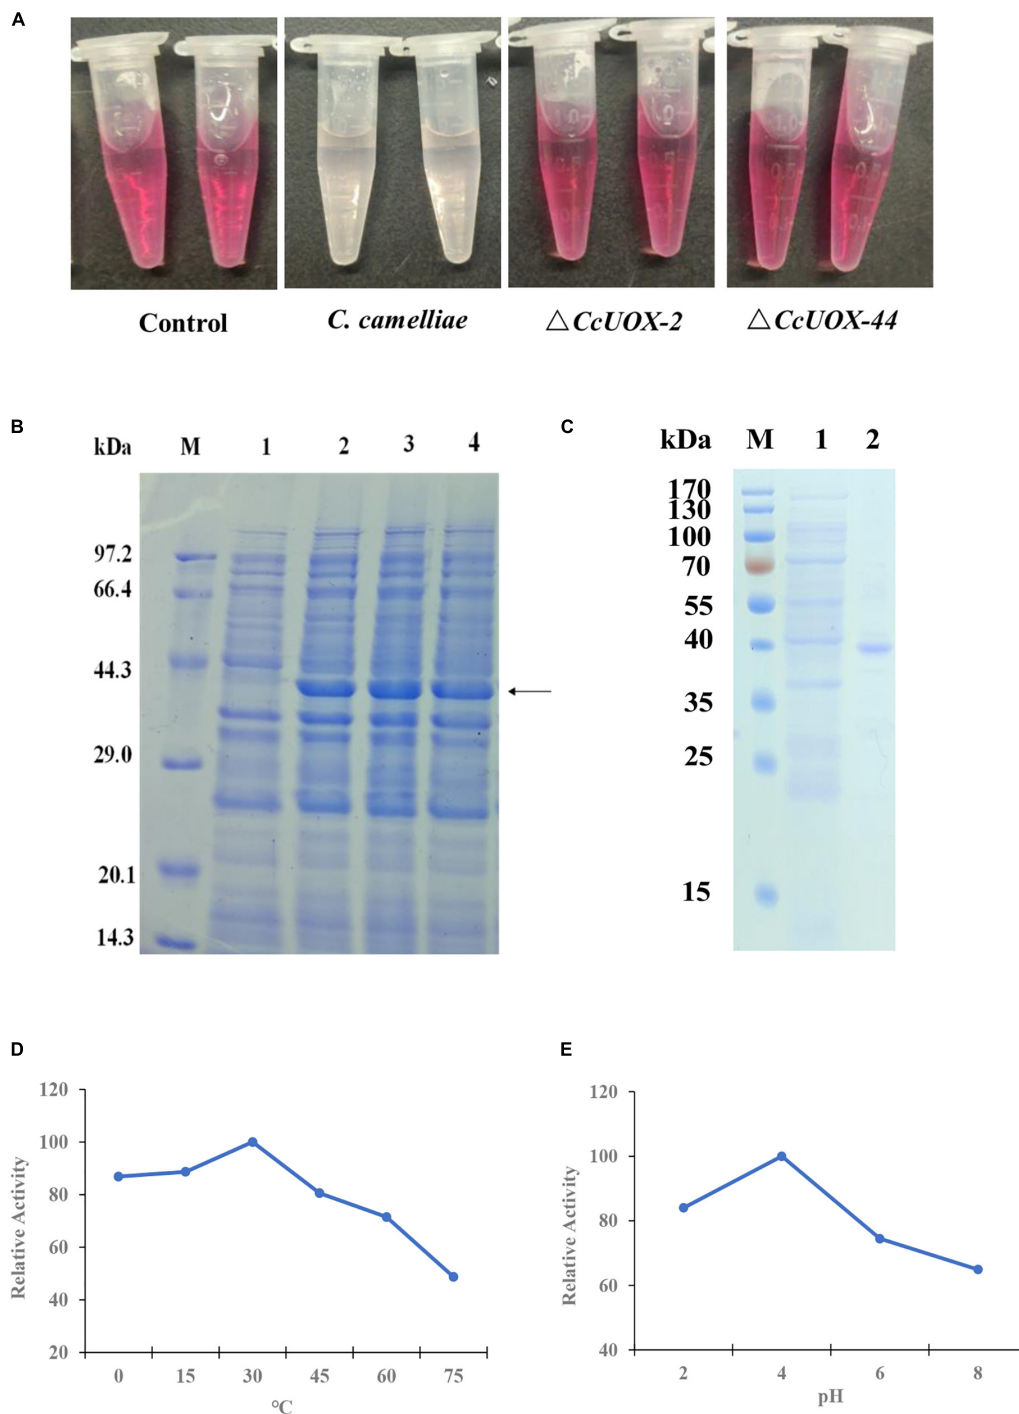 A
Control
C. camelliae
△CcUOX-2
△CcUOX-44
B
kDa M 1 2 3 4
97.2
66.4
44.3
29.0
20.1
14.3
C
kDa M 1 2
170
130
100
70
55
40
35
25
15
D
120
100
80
60
40
20
Relative Activity
0 15 30 45 60 75
°C
E
120
100
80
60
40
Relative Activity
2 4 6 8
pH